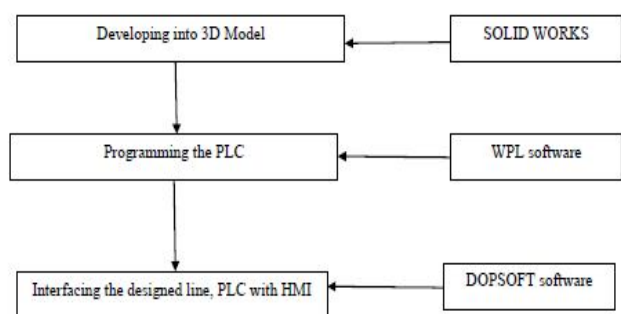 Developing into 3D Model
SOLID WORKS
Programming the PLC
WPL software
Interfacing the designed line, PLC with HMI
DOPSOFT software